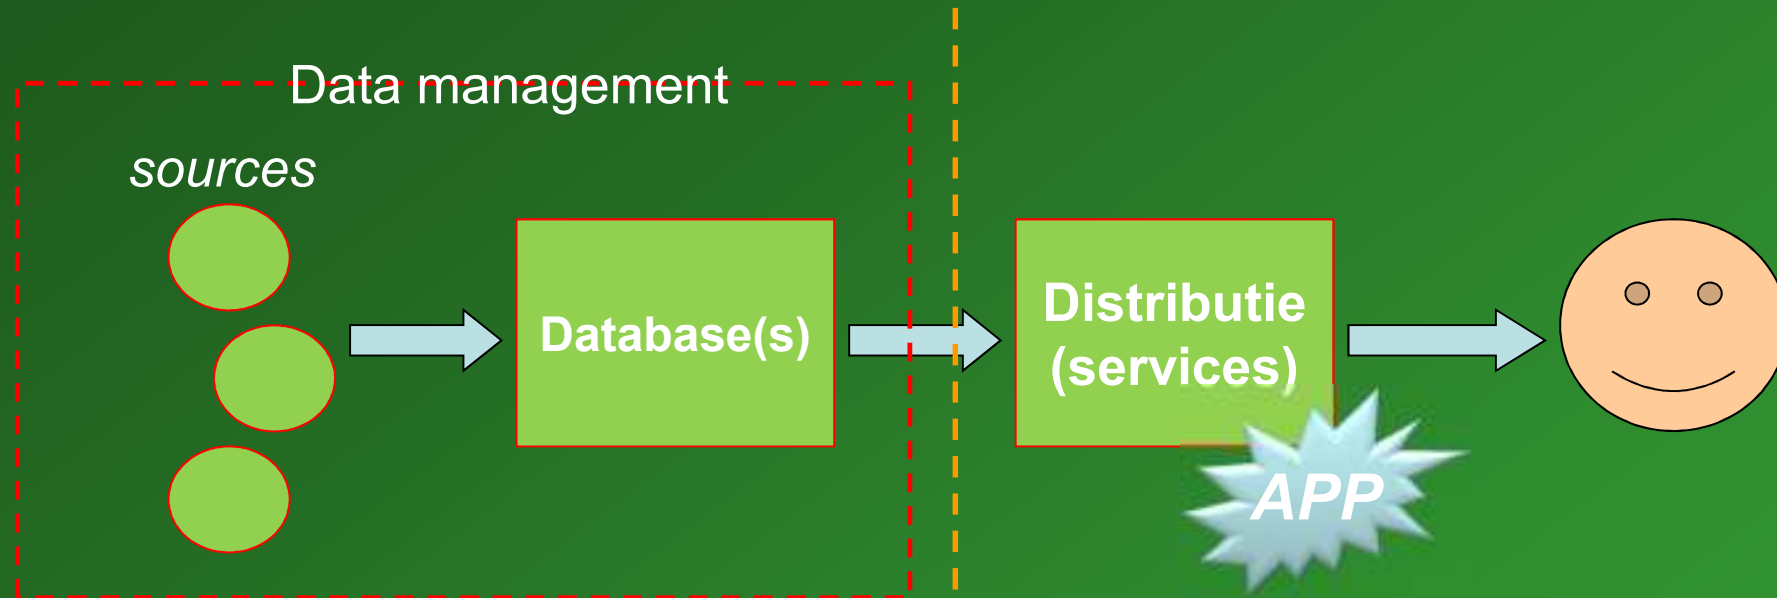 Data management
sources
Database(s)
Distributie
(services)
APP